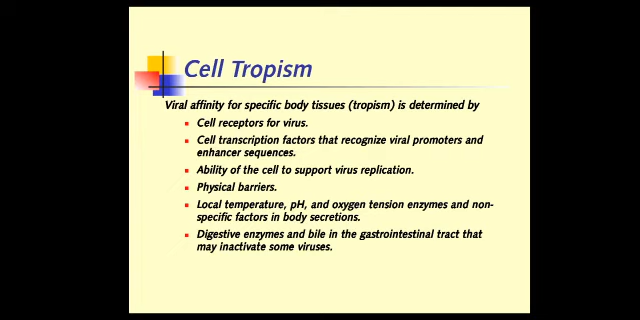 Cell Tropism
Viral affinity for specific body tissues (tropism) is determined by
Cell receptors for virus.
Cell transcription factors that recognize viral promoters and
enhancer sequences.
Ability of the cell to support virus replication.
Physical barriers.
Local temperature, pH, and oxygen tension enzymes and non-
specific factors in body secretions.
Digestive enzymes and bile in the gastrointestinal tract that
may inactivate some viruses.